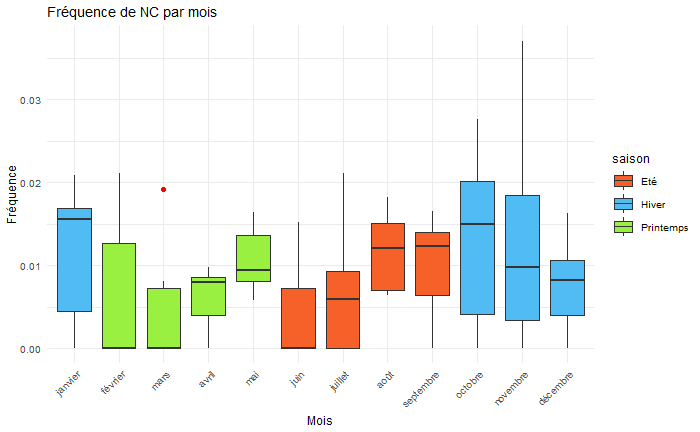 Fréquence de NC par mois
Fréquence
0.03
0.02
0.01
0.00
janvier
février
mars
avril
mai
juin
juillet
août
septembre
octobre
novembre
décembre
Mois
saison
Eté
Hiver
Printemps